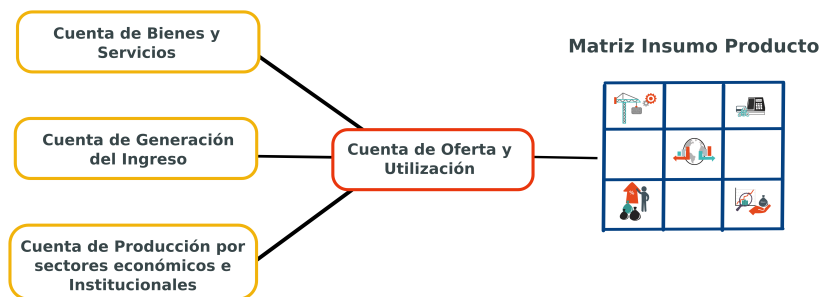 Cuenta de Bienes y
Servicios
Matriz Insumo Producto
Cuenta de Generación
del Ingreso
Cuenta de Oferta y
Utilización
Cuenta de Producción por
sectores económicos e
Institucionales